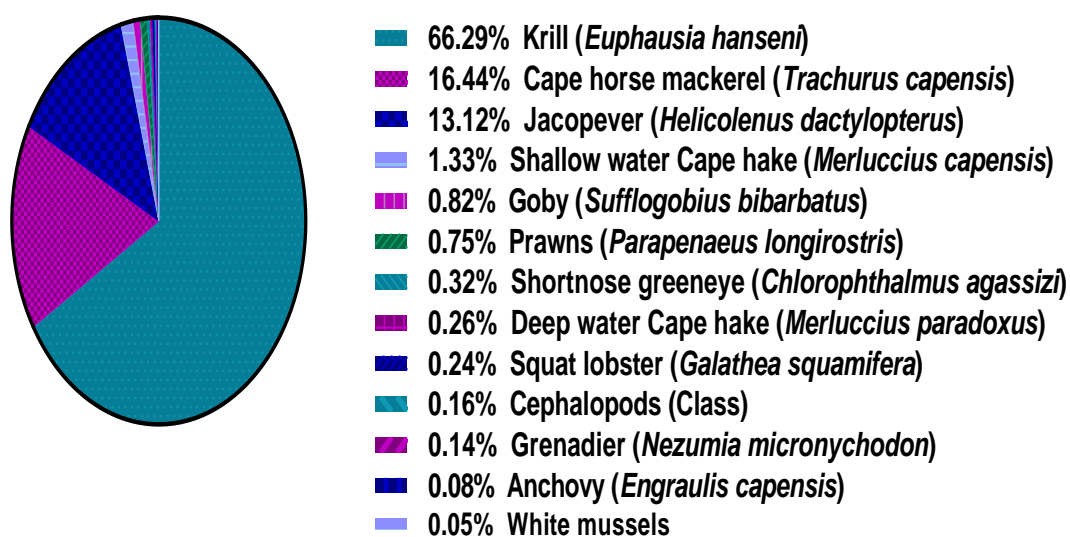 66.29% Krill (Euphausia hanseni)
16.44% Cape horse mackerel (Trachurus capensis)
13.12% Jacopever (Helicolenus dactylopterus)
1.33% Shallow water Cape hake (Merluccius capensis)
0.82% Goby (Sufflogobius bibarbatus)
0.75% Prawns (Parapenaeus longirostris)
0.32% Shortnose greeneye (Chlorophthalmus agassizi)
0.26% Deep water Cape hake (Merluccius paradoxus)
0.24% Squat lobster (Galathea squamifera)
0.16% Cephalopods (Class)
0.14% Grenadier (Nezumia micronychodon)
0.08% Anchovy (Engraulis capensis)
0.05% White mussels